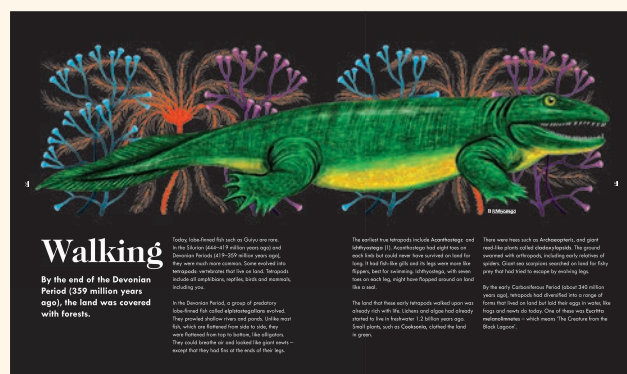 1) Ichthyostega
Walking
By the end of the Devonian
Period (359 million years
ago), the land was covered
with forests.
Today, lobe-finned fish such as Guiyu are rare.
In the Silurian (444–419 million years ago) and
Devonian Periods (419–359 million years ago),
they were much more common. Some evolved into
tetrapods: vertebrates that live on land. Tetrapods
include all amphibians, reptiles, birds and mammals,
including you.
In the Devonian Period, a group of predatory
lobe-finned fish called elpistostegalians evolved.
They prowled shallow rivers and ponds. Unlike most
fish, which are flattened from side to side, they
were flattened from top to bottom, like alligators.
They could breathe air and looked like giant newts –
except that they had fins at the ends of their legs.
The earliest true tetrapods include Acanthostega and
Ichthyostega (1). Acanthostega had eight toes on
each limb but could never have survived on land for
long. It had fish-like gills and its legs were more like
flippers, best for swimming. Ichthyostega, with seven
toes on each leg, might have flopped around on land
like a seal.
The land that these early tetrapods walked upon was
already rich with life. Lichens and algae had already
started to live in freshwater 1.2 billion years ago.
Small plants, such as Cooksonia, clothed the land
in green.
There were trees such as Archaeopteris, and giant
reed-like plants called cladoxylopsids. The ground
swarmed with arthropods, including early relatives of
spiders. Giant sea scorpions searched on land for fishy
prey that had tried to escape by evolving legs.
By the early Carboniferous Period (about 340 million
years ago), tetrapods had diversified into a range of
forms that lived on land but laid their eggs in water, like
frogs and newts do today. One of these was Eucritta
melanolimnetes – which means 'The Creature from the
Black Lagoon'.